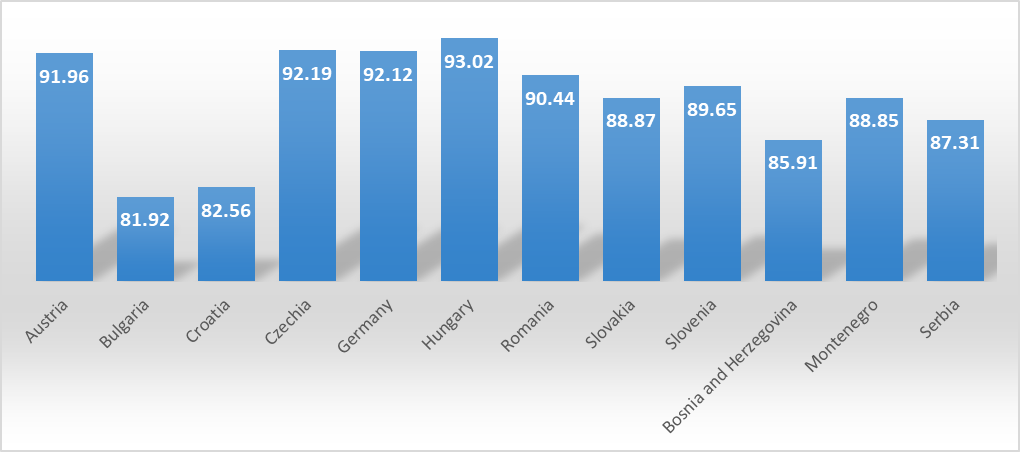 91.96
81.92
82.56
92.19
92.12
93.02
90.44
88.87
89.65
85.91
88.85
87.31
Austria
Bulgaria
Croatia
Czechia
Germany
Hungary
Romania
Slovakia
Slovenia
Bosnia and Herzegovina
Montenegro
Serbia